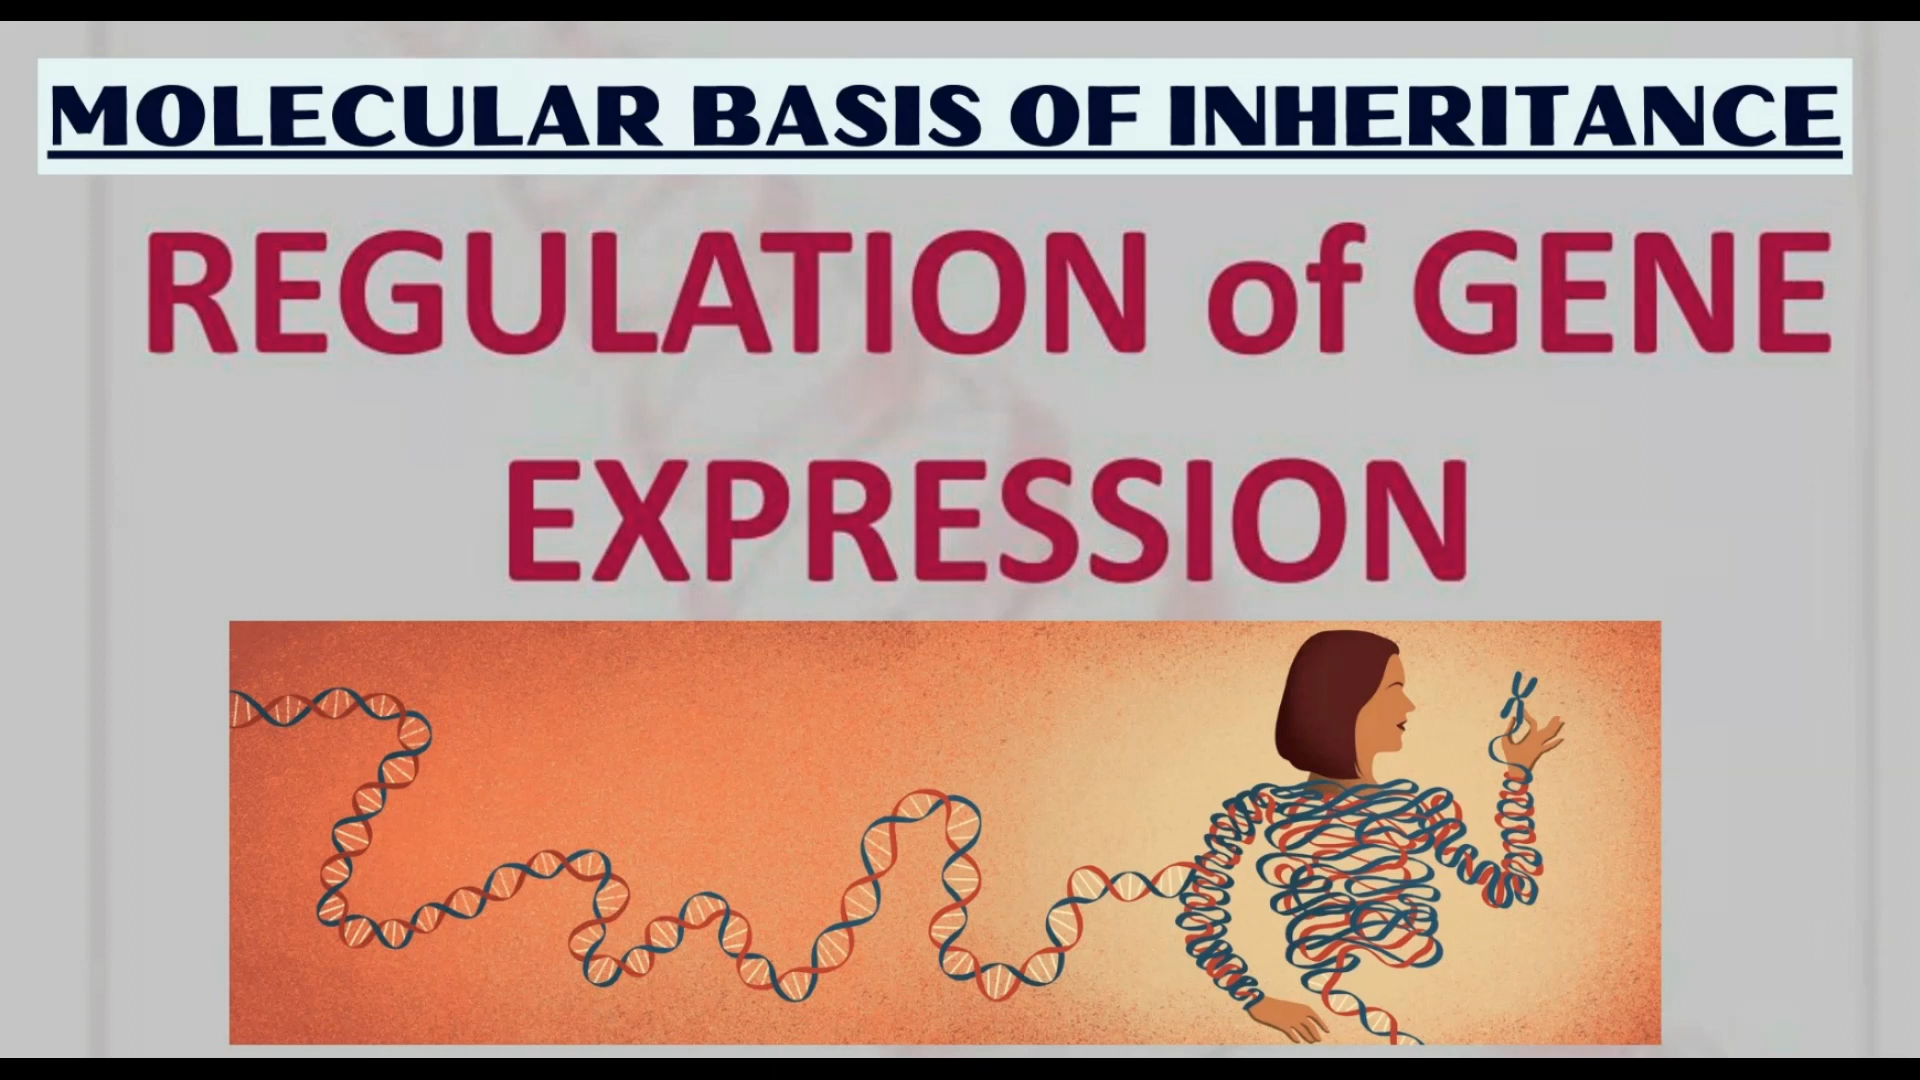 MOLECULAR BASIS OF INHERITANCE
REGULATION of GENE
EXPRESSION